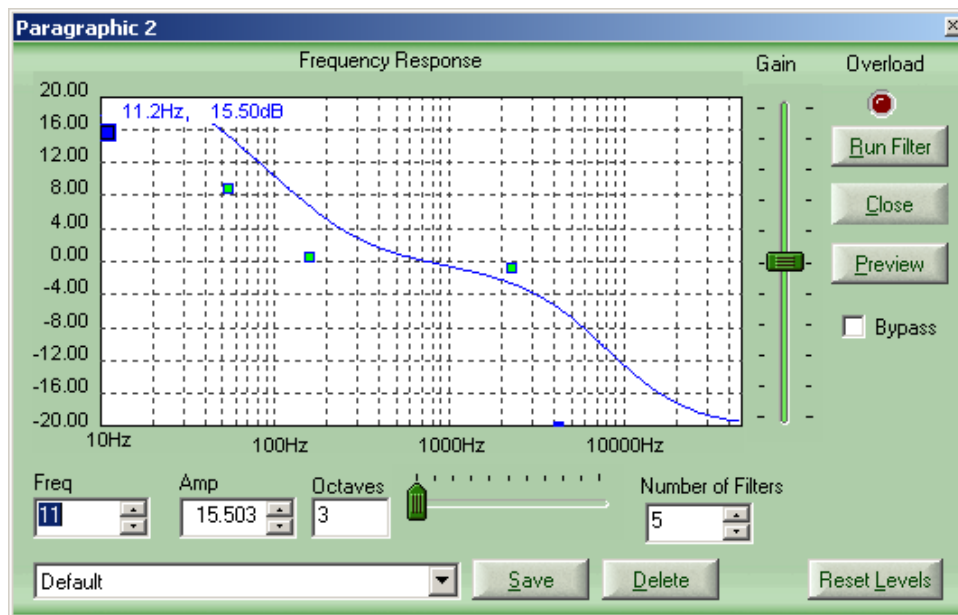 Paragraphic 2
Frequency Response
Gain
Overload
20.00
16.00
12.00
8.00
4.00
0.00
-4.00
-8.00
-12.00
-16.00
-20.00
11.2Hz, 15.50dB
10Hz
100Hz
1000Hz
10000Hz
Run Filter
Close
Preview
Bypass
Freq
11
Amp
15.503
Octaves
3
Number of Filters
5
Default
Save
Delete
Reset Levels